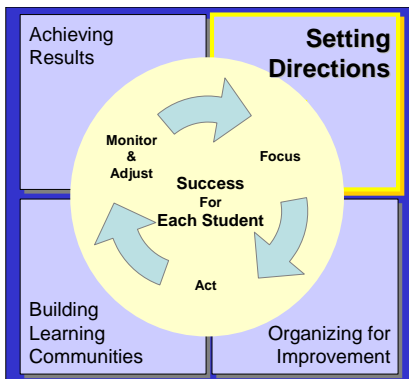 Achieving
Results
Setting
Directions
Monitor
&
Adjust
Focus
Success
For
Each Student
Act
Building
Learning
Communities
Organizing for
Improvement